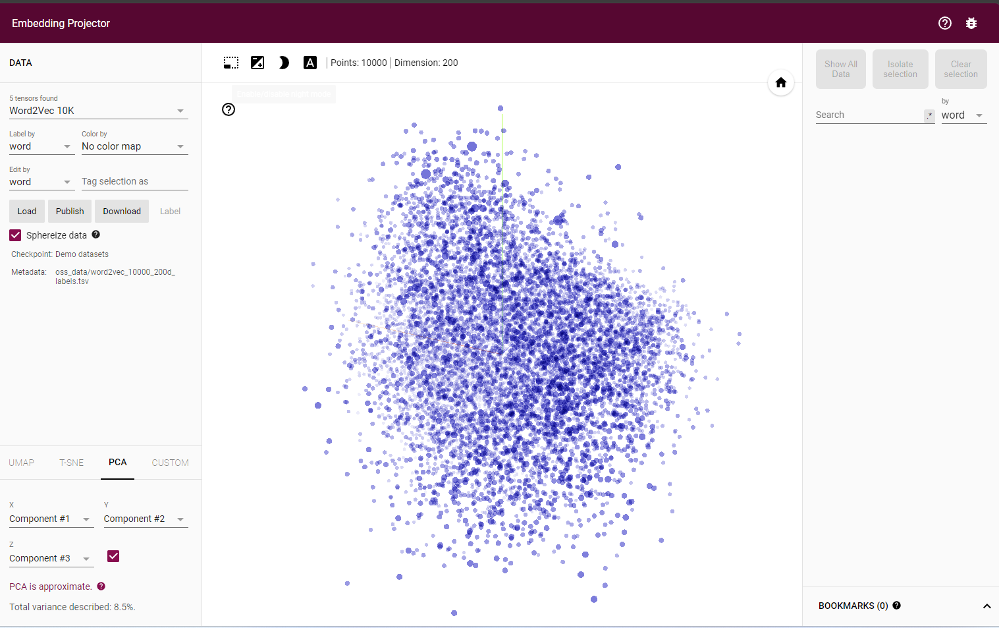 Embedding Projector
DATA
5 tensors found
Word2Vec 10K
Label by
word
Color by
No color map
Edit by
word
Tag selection as
Load
Publish
Download
Label
Sphereize data
Checkpoint: Demo datasets
Metadata: oss_data/word2vec_10000_200d_
labels.tsv
UMAP
T-SNE
PCA
CUSTOM
X
Component #1
Y
Component #2
Z
Component #3
PCA is approximate.
Total variance described: 8.5%.
A
Points: 10000
Dimension: 200
Enable/disable night mode
Show All
Data
Isolate
selection
Clear
selection
Search
.*
by
word
BOOKMARKS (0)